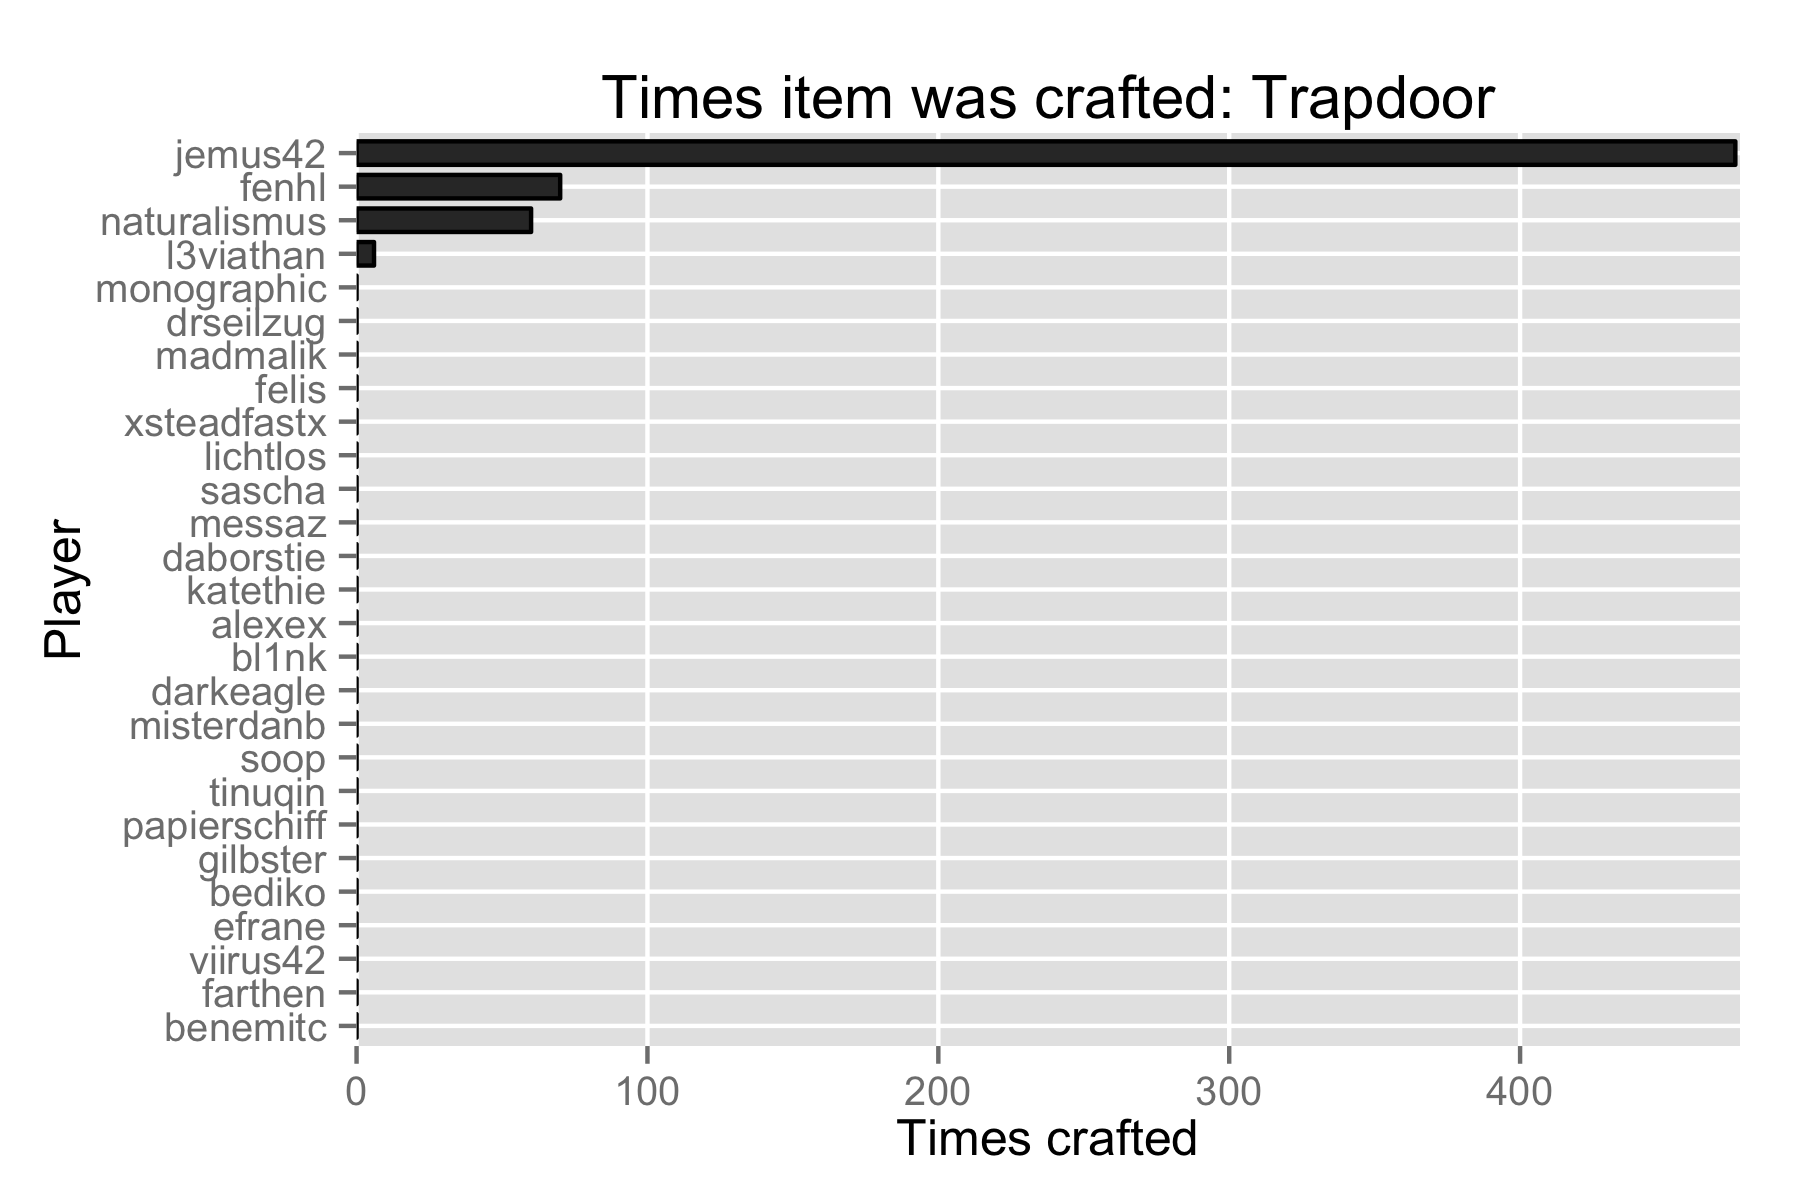 Times item was crafted: Trapdoor
jemus42
fenhl
naturalismus
l3viathan
monographic
drseilzug
madmalik
felis
xsteadfastx
lichtlos
sascha
messaz
daborstie
katethie
alexex
bl1nk
darkeagle
misterdanb
soop
tinuqin
papierschiff
gilbster
bediko
efrane
viirus42
farthen
benemitc
Player
0 100 200 300 400
Times crafted